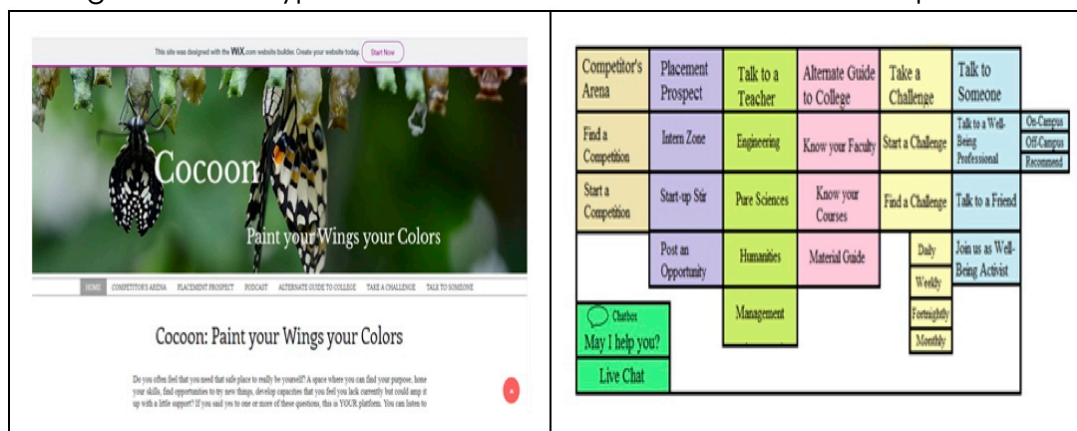 This site was designed with the WiX.com website builder. Create your website today. Start Now
Cocoon
Paint your Wings your Colors
HOME COMPETITOR'S ARENA PLACEMENT PROSPECT PODCAST ALTERNATE GUIDE TO COLLEGE TAKE A CHALLENGE TALK TO SOMEONE
Cocoon: Paint your Wings your Colors
Do you often feel that you need that safe place to really be yourself? A space where you can find your purpose, hone
your skills, find opportunities to try new things, develop capacities that you feel you lack currently but could amp it
up with a little support? If you said yes to one or more of these questions, this is YOUR platform. You can listen to
Competitor's
Arena
Placement
Prospect
Talk to a
Teacher
Alternate Guide
to College
Take a
Challenge
Talk to
Someone
Find a
Competition
Intern Zone
Engineering
Know your Faculty
Start a Challenge
Talk to a Well-
Being
Professional
On-Campus
Off-Campus
Recommend
Start a
Competition
Start-up Stir
Pure Sciences
Know your
Courses
Find a Challenge
Talk to a Friend
Post an
Opportunity
Humanities
Material Guide
Daily
Weekly
Fortnightly
Monthly
Join us as Well-
Being Activist
Management
Chatbox
May I help you?
Live Chat